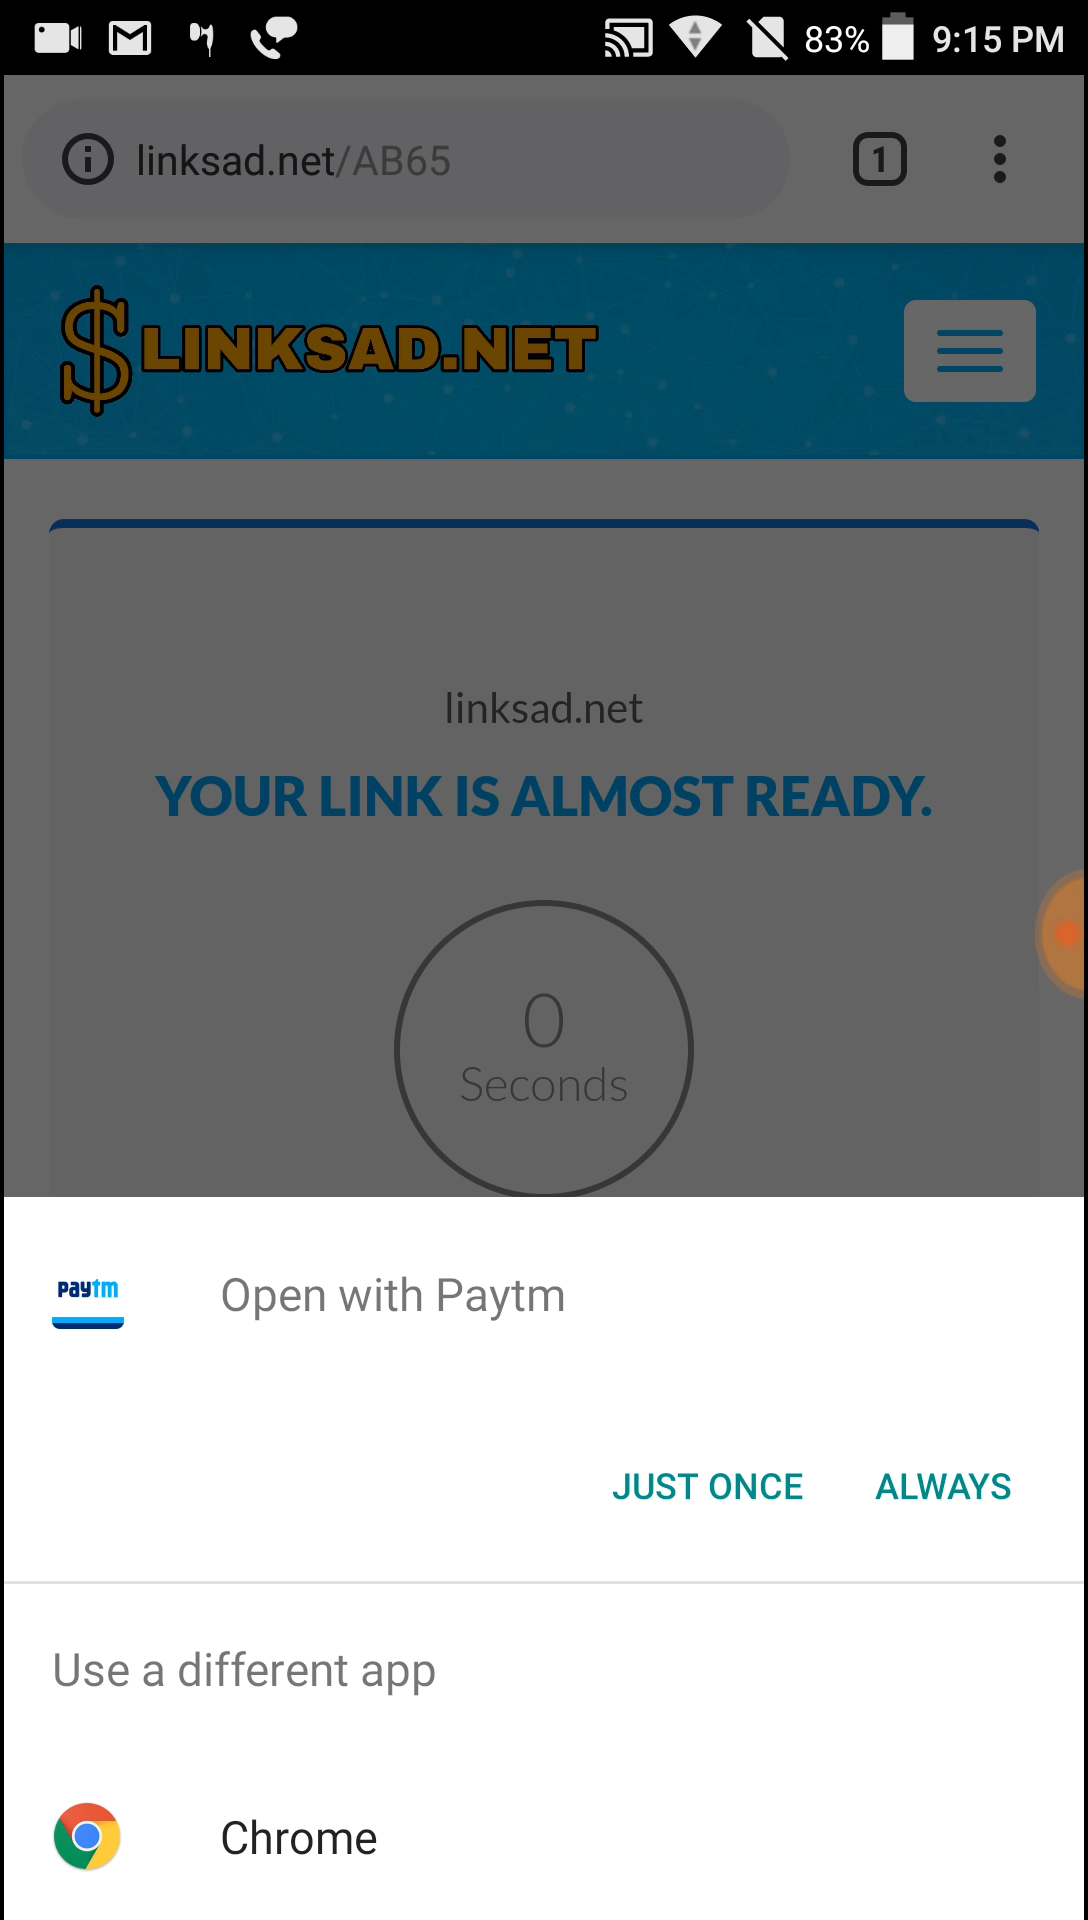 83% 9:15 PM
linksad.net/AB65
1
$LINKSAD.NET
linksad.net
YOUR LINK IS ALMOST READY.
0
Seconds
paytm
Open with Paytm
JUST ONCE ALWAYS
Use a different app
Chrome